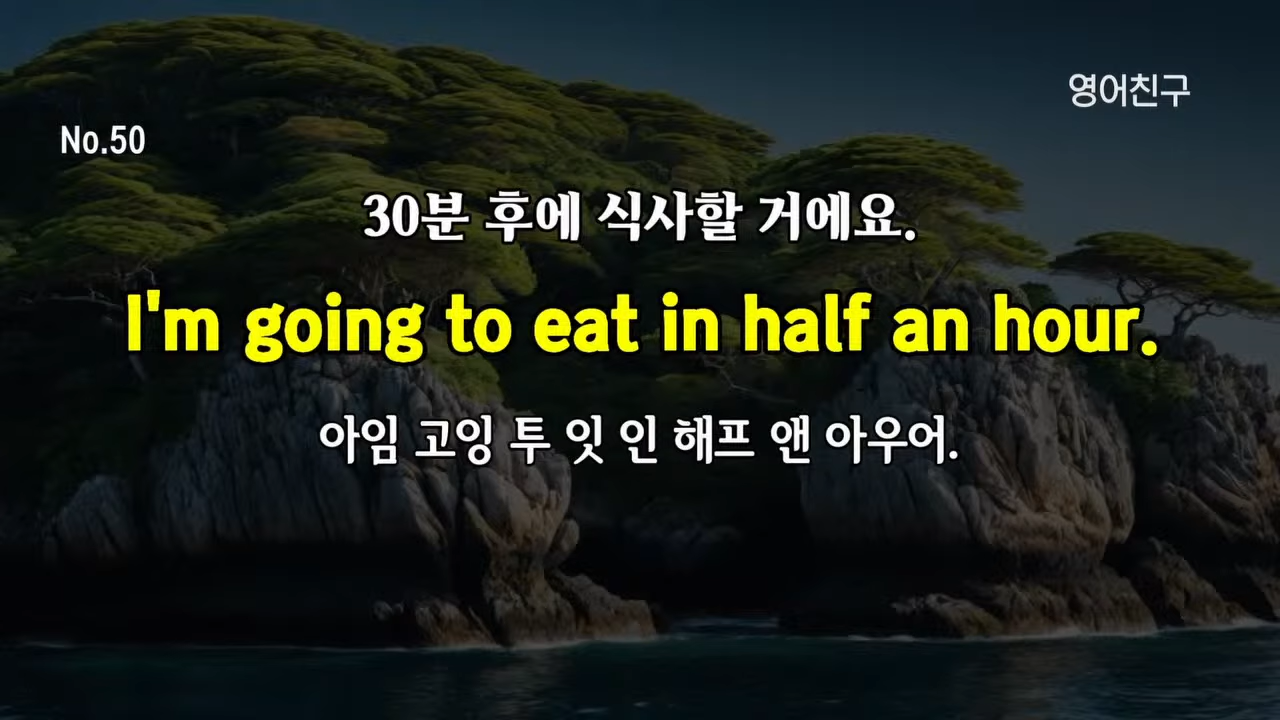 영어친구
No.50
30분 후에 식사할 거에요.
I'm going to eat in half an hour.
아임 고잉 투 잇 인 해프 앤 아우어.